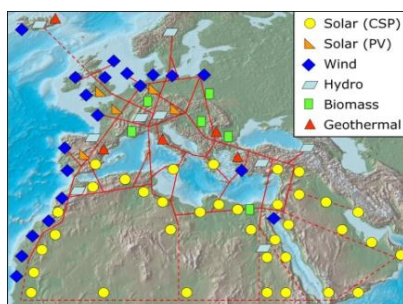 Solar (CSP)
Solar (PV)
Wind
Hydro
Biomass
Geothermal